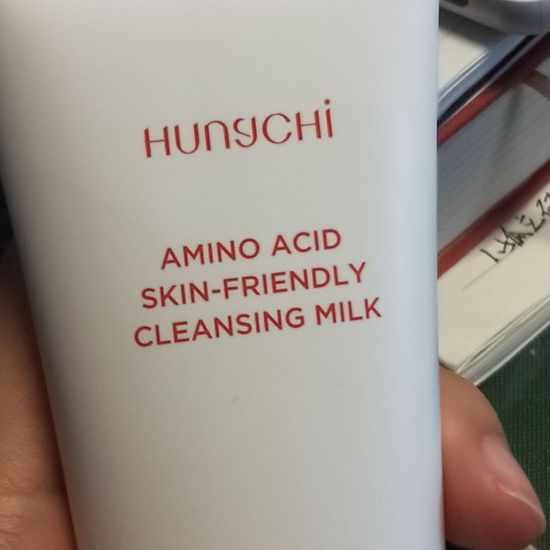 HUNYCHI
AMINO ACID
SKIN-FRIENDLY
CLEANSING MILK